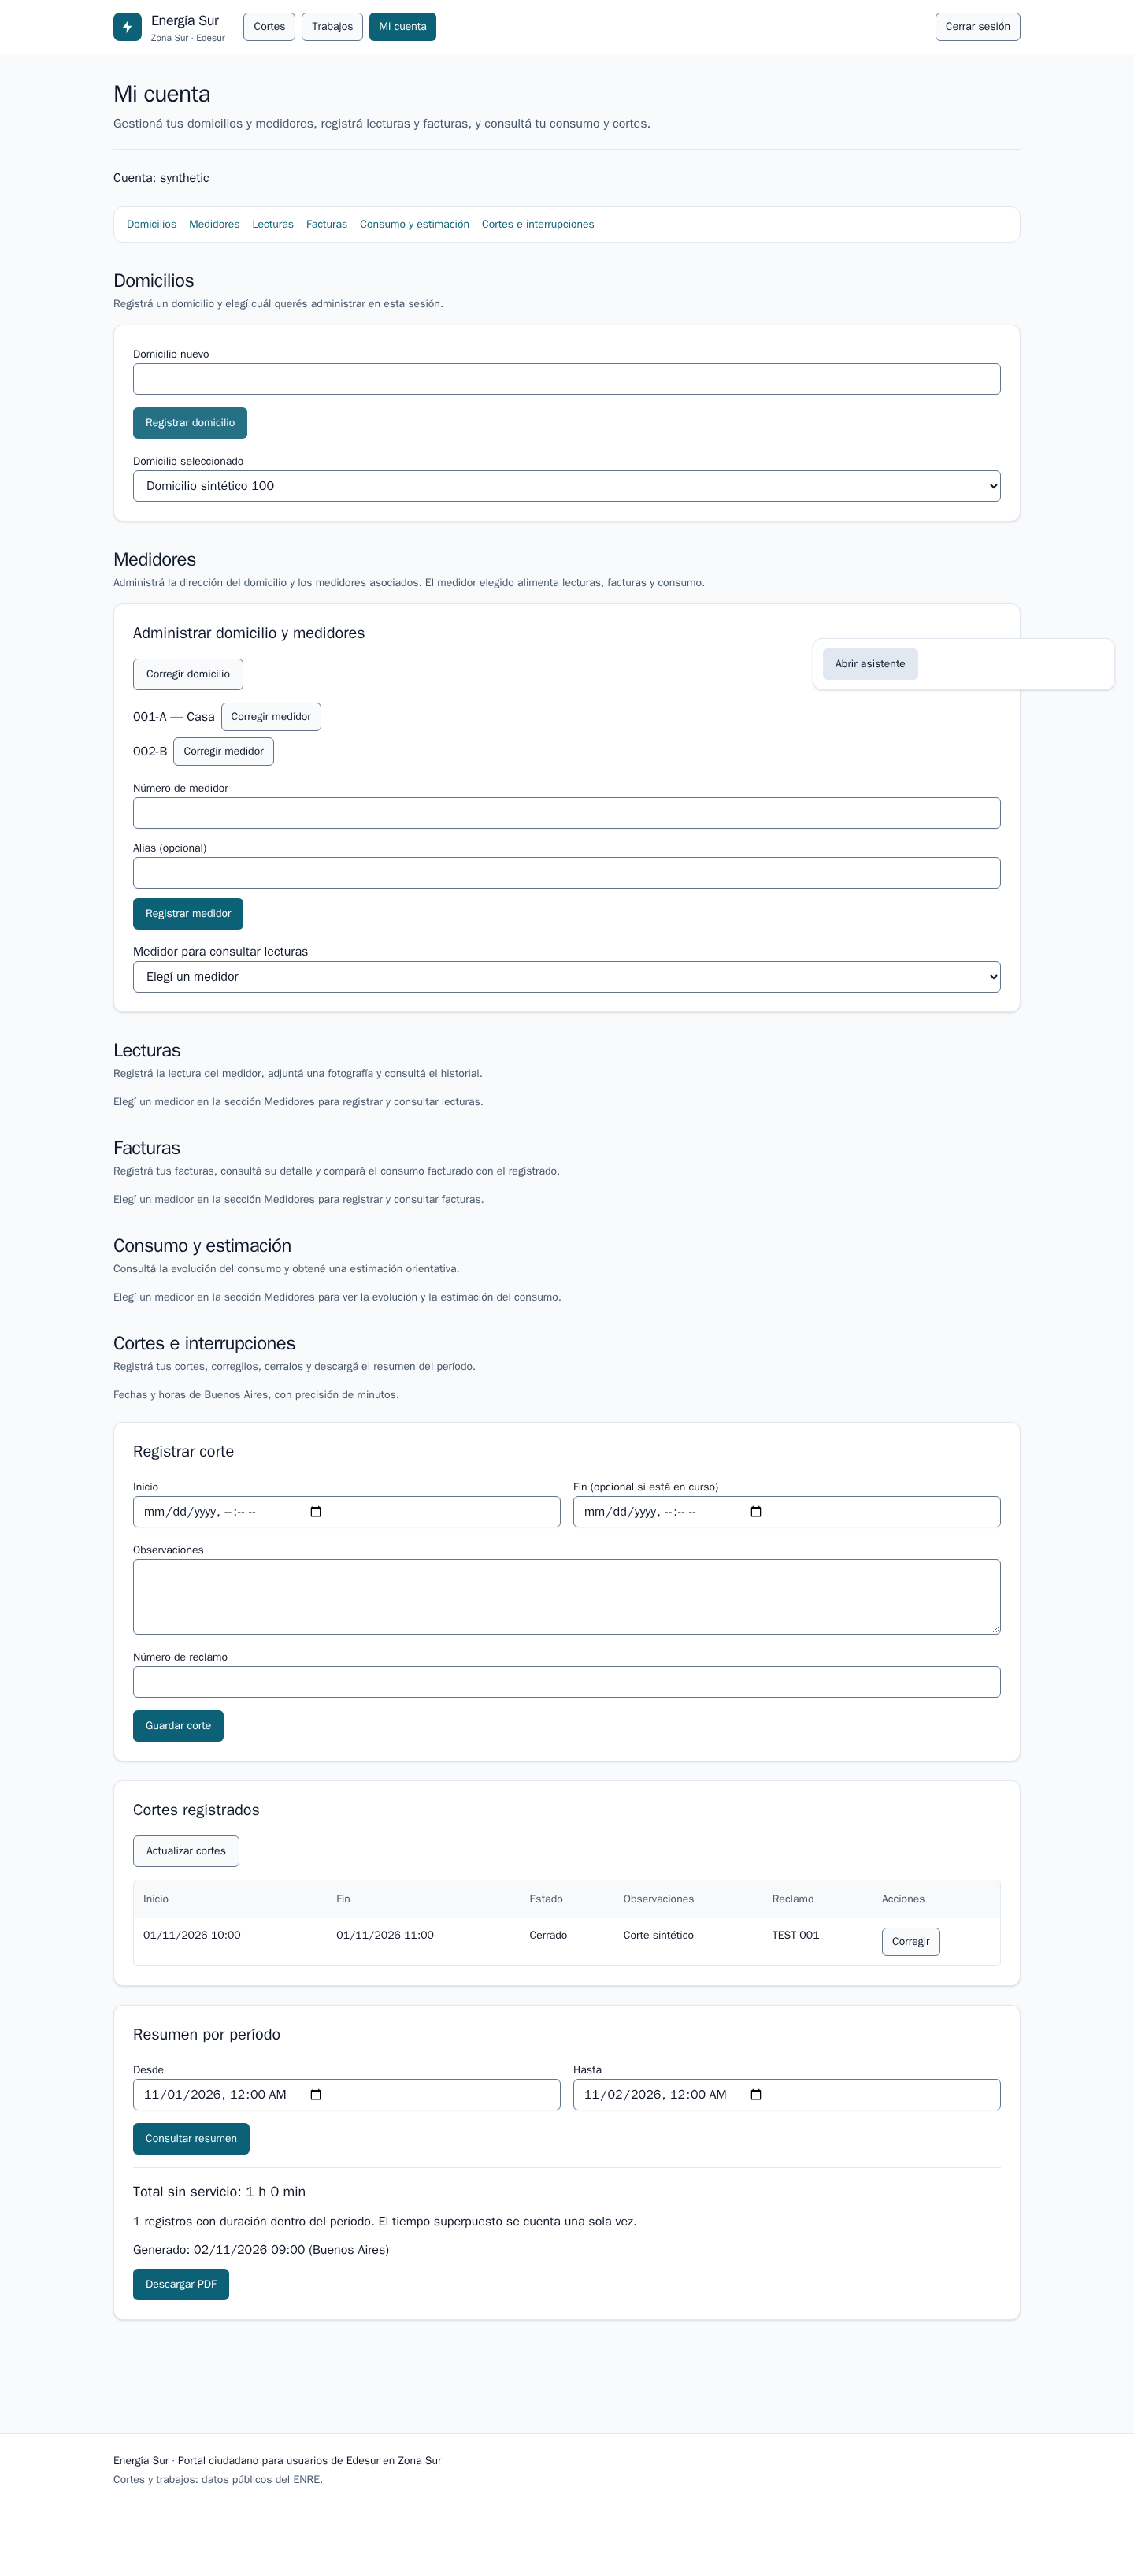 Energía Sur
Zona Sur · Edesur
Cortes
Trabajos
Mi cuenta
Cerrar sesión
Mi cuenta
Gestioná tus domicilios y medidores, registrá lecturas y facturas, y consultá tu consumo y cortes.
Cuenta: synthetic
Domicilios Medidores Lecturas Facturas Consumo y estimación Cortes e interrupciones
Domicilios
Registrá un domicilio y elegí cuál querés administrar en esta sesión.
Domicilio nuevo
Registrar domicilio
Domicilio seleccionado
Domicilio sintético 100
Medidores
Administrá la dirección del domicilio y los medidores asociados. El medidor elegido alimenta lecturas, facturas y consumo.
Administrar domicilio y medidores
Abrir asistente
Corregir domicilio
001-A — Casa Corregir medidor
002-B Corregir medidor
Número de medidor
Alias (opcional)
Registrar medidor
Medidor para consultar lecturas
Elegí un medidor
Lecturas
Registrá la lectura del medidor, adjuntá una fotografía y consultá el historial.
Elegí un medidor en la sección Medidores para registrar y consultar lecturas.
Facturas
Registrá tus facturas, consultá su detalle y compará el consumo facturado con el registrado.
Elegí un medidor en la sección Medidores para registrar y consultar facturas.
Consumo y estimación
Consultá la evolución del consumo y obtené una estimación orientativa.
Elegí un medidor en la sección Medidores para ver la evolución y la estimación del consumo.
Cortes e interrupciones
Registrá tus cortes, corregilos, cerralos y descargá el resumen del período.
Fechas y horas de Buenos Aires, con precisión de minutos.
Registrar corte
Inicio
mm/dd/yyyy, --:-- --
Fin (opcional si está en curso)
mm/dd/yyyy, --:-- --
Observaciones
Número de reclamo
Guardar corte
Cortes registrados
Actualizar cortes
Inicio Fin Estado Observaciones Reclamo Acciones
01/11/2026 10:00 01/11/2026 11:00 Cerrado Corte sintético TEST-001 Corregir
Resumen por período
Desde
11/01/2026, 12:00 AM
Hasta
11/02/2026, 12:00 AM
Consultar resumen
Total sin servicio: 1 h 0 min
1 registros con duración dentro del período. El tiempo superpuesto se cuenta una sola vez.
Generado: 02/11/2026 09:00 (Buenos Aires)
Descargar PDF
Energía Sur · Portal ciudadano para usuarios de Edesur en Zona Sur
Cortes y trabajos: datos públicos del ENRE.